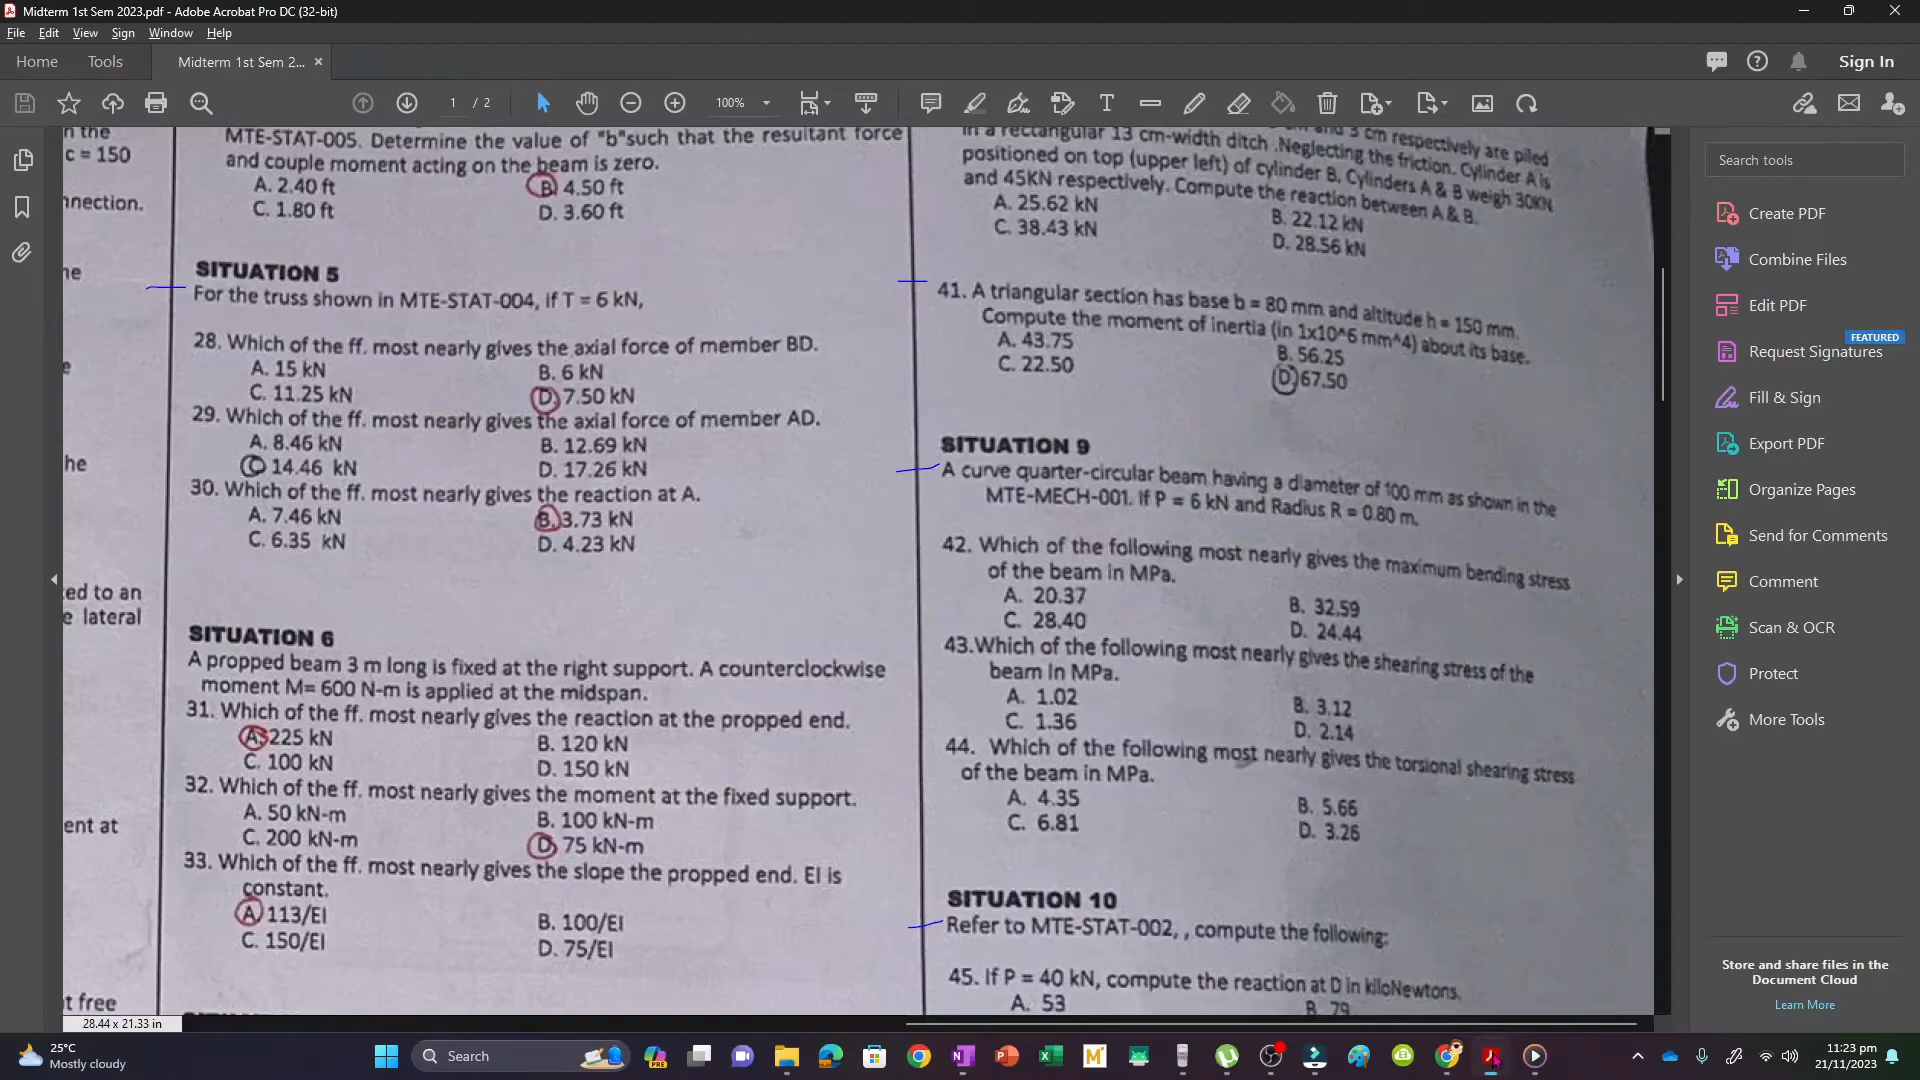 Midterm 1st Sem 2023.pdf - Adobe Acrobat Pro DC (32-bit)
File Edit View Sign Window Help
Home Tools Midterm 1st Sem 2... × Sign In
1 / 2 100%
n the
c = 150
nnection.
ne
e
he
ed to an
e lateral
ent at
t free
MTE-STAT-005. Determine the value of "b"such that the resultant force
and couple moment acting on the beam is zero.
A. 2.40 ft B. 4.50 ft
C. 1.80 ft D. 3.60 ft
SITUATION 5
For the truss shown in MTE-STAT-004, if T = 6 kN,
28. Which of the ff. most nearly gives the axial force of member BD.
A. 15 kN B. 6 kN
C. 11.25 kN D. 7.50 kN
29. Which of the ff. most nearly gives the axial force of member AD.
A. 8.46 kN B. 12.69 kN
C 14.46 kN D. 17.26 kN
30. Which of the ff. most nearly gives the reaction at A.
A. 7.46 kN B. 3.73 kN
C. 6.35 kN D. 4.23 kN
SITUATION 6
A propped beam 3 m long is fixed at the right support. A counterclockwise
moment M= 600 N-m is applied at the midspan.
31. Which of the ff. most nearly gives the reaction at the propped end.
A. 225 kN B. 120 kN
C. 100 kN D. 150 kN
32. Which of the ff. most nearly gives the moment at the fixed support.
A. 50 kN-m B. 100 kN-m
C. 200 kN-m D. 75 kN-m
33. Which of the ff. most nearly gives the slope the propped end. EI is
constant.
A. 113/EI B. 100/EI
C. 150/EI D. 75/EI
and 3 cm respectively are piled
in a rectangular 13 cm-width ditch .Neglecting the friction. Cylinder A is
positioned on top (upper left) of cylinder B. Cylinders A & B weigh 30KN
and 45KN respectively. Compute the reaction between A & B.
A. 25.62 kN B. 22.12 kN
C. 38.43 kN D. 28.56 kN
41. A triangular section has base b = 80 mm and altitude h = 150 mm.
Compute the moment of inertia (in 1x10^6 mm^4) about its base.
A. 43.75 B. 56.25
C. 22.50 D. 67.50
SITUATION 9
A curve quarter-circular beam having a diameter of 100 mm as shown in the
MTE-MECH-001. If P = 6 kN and Radius R = 0.80 m.
42. Which of the following most nearly gives the maximum bending stress
of the beam in MPa.
A. 20.37 B. 32.59
C. 28.40 D. 24.44
43.Which of the following most nearly gives the shearing stress of the
beam in MPa.
A. 1.02 B. 3.12
C. 1.36 D. 2.14
44. Which of the following most nearly gives the torsional shearing stress
of the beam in MPa.
A. 4.35 B. 5.66
C. 6.81 D. 3.26
SITUATION 10
Refer to MTE-STAT-002, , compute the following:
45. If P = 40 kN, compute the reaction at D in kiloNewtons.
A. 53 B. 79
28.44 x 21.33 in
Search tools
Create PDF
Combine Files
Edit PDF
FEATURED
Request Signatures
Fill & Sign
Export PDF
Organize Pages
Send for Comments
Comment
Scan & OCR
Protect
More Tools
Store and share files in the
Document Cloud
Learn More
25°C
Mostly cloudy
Search
PRE
11:23 pm
21/11/2023